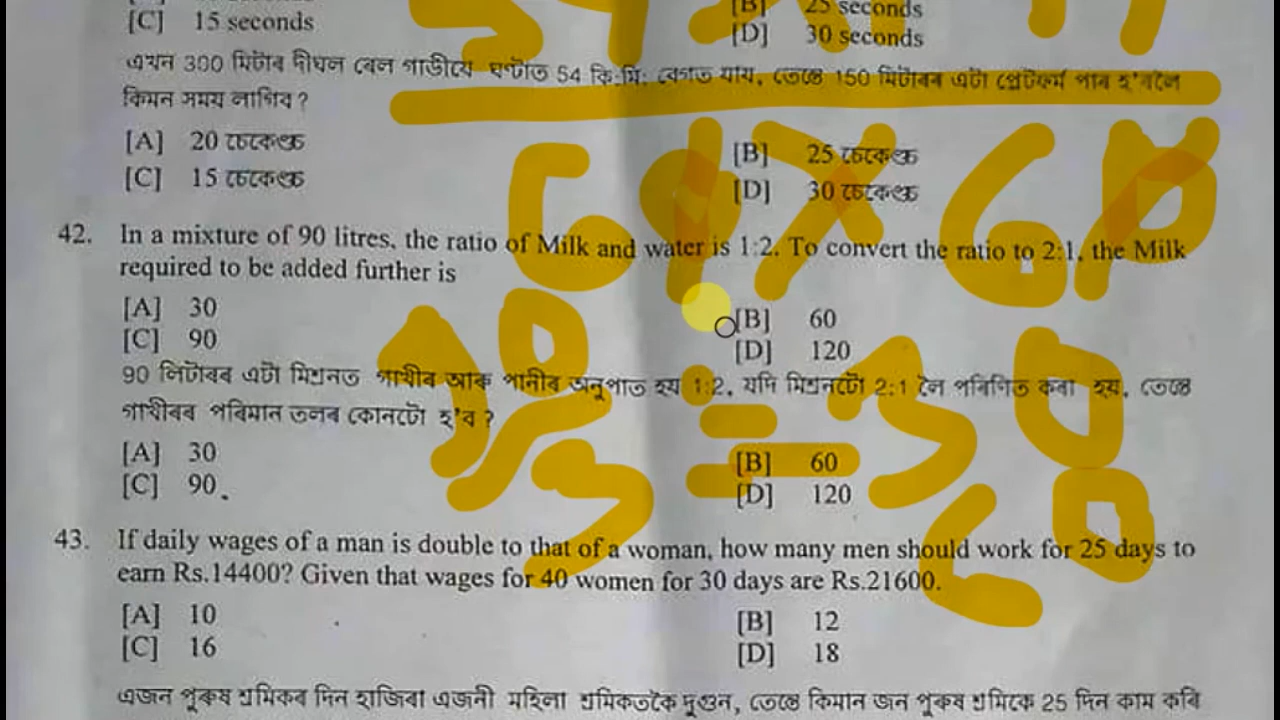 [C] 15 seconds
[B] 25 seconds
[D] 30 seconds
এখন 300 মিটাৰ দীঘল ৰেল গাড়ীয়ে ঘণ্টাত 54 কি:মি: বেগত যায়, তেন্তে 150 মিটাৰৰ এটা প্লেটফৰ্ম পাৰ হ'বলৈ
কিমান সময় লাগিব ?
[A] 20 চেকেণ্ড
[B] 25 চেকেণ্ড
[C] 15 চেকেণ্ড
[D] 30 চেকেণ্ড
42. In a mixture of 90 litres, the ratio of Milk and water is 1:2. To convert the ratio to 2:1, the Milk
required to be added further is
[A] 30
[B] 60
[C] 90
[D] 120
90 লিটাৰৰ এটা মিশ্ৰনত গাখীৰ আৰু পানীৰ অনুপাত হয় 1:2, যদি মিশ্ৰনটো 2:1 লৈ পৰিণিত কৰা হয়, তেন্তে
গাখীৰৰ পৰিমান তলৰ কোনটো হ'ব ?
[A] 30
[B] 60
[C] 90
[D] 120
43. If daily wages of a man is double to that of a woman, how many men should work for 25 days to
earn Rs.14400? Given that wages for 40 women for 30 days are Rs.21600.
[A] 10
[B] 12
[C] 16
[D] 18
এজন পুৰুষ শ্ৰমিকৰ দিন হাজিৰা এজনী মহিলা শ্ৰমিকতকৈ দুগুন, তেন্তে কিমান জন পুৰুষ শ্ৰমিকে 25 দিন কাম কৰি